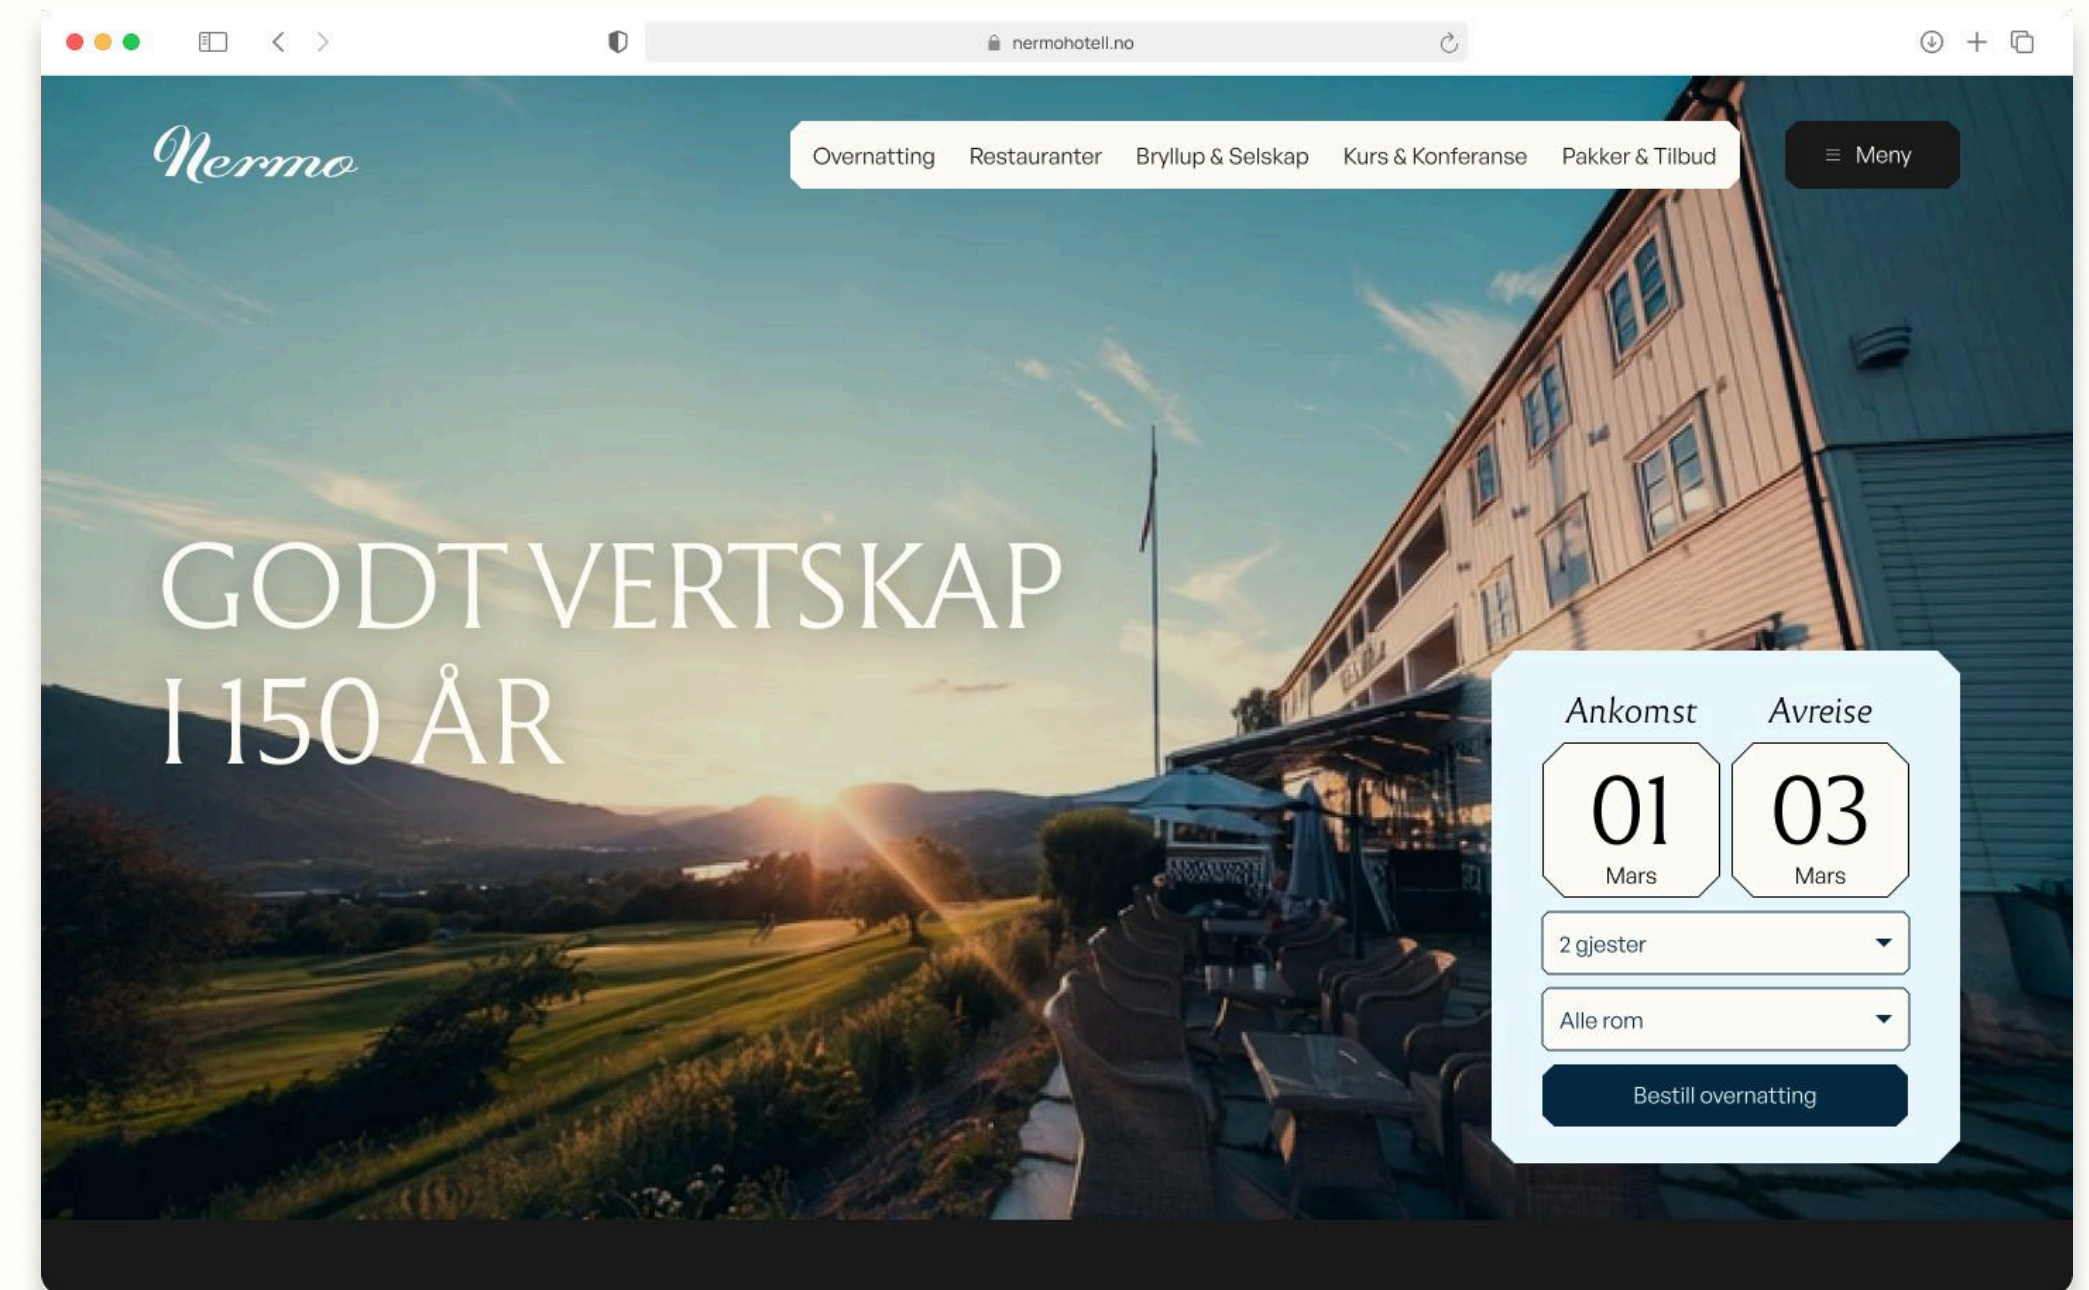 nermohotell.no
Nermo
Overnatting Restauranter Bryllup & Selskap Kurs & Konferanse Pakker & Tilbud
Meny
GODT VERTSKAP
I 150 ÅR
Ankomst Avreise
01 03
Mars Mars
2 gjester
Alle rom
Bestill overnatting